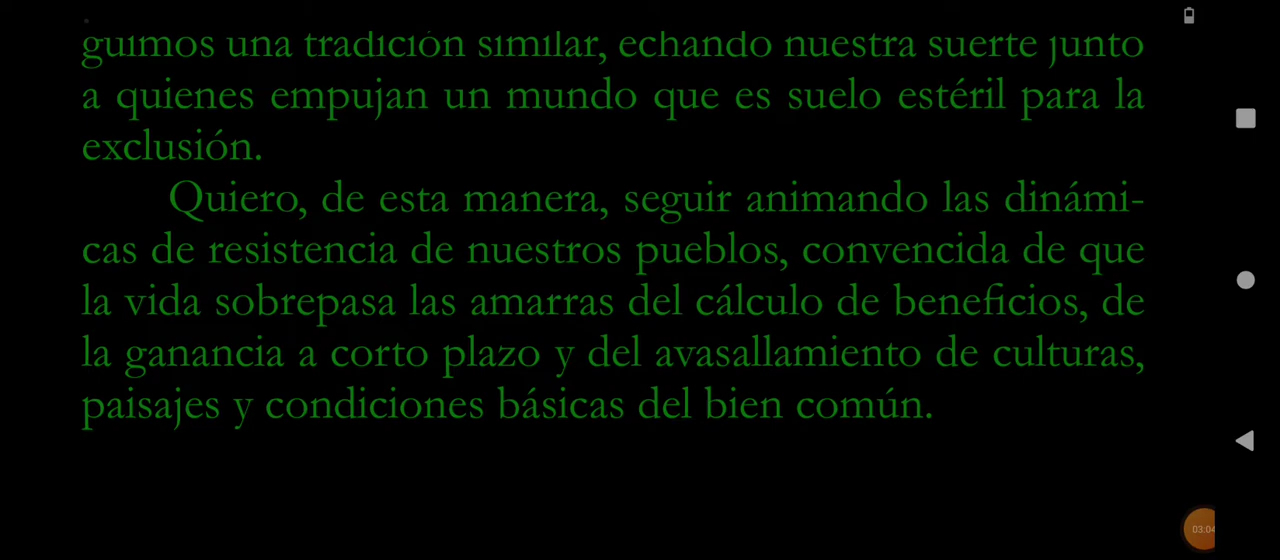 guimos una tradición similar, echando nuestra suerte junto
a quienes empujan un mundo que es suelo estéril para la
exclusión.
Quiero, de esta manera, seguir animando las dinámi-
cas de resistencia de nuestros pueblos, convencida de que
la vida sobrepasa las amarras del cálculo de beneficios, de
la ganancia a corto plazo y del avasallamiento de culturas,
paisajes y condiciones básicas del bien común.
03:04